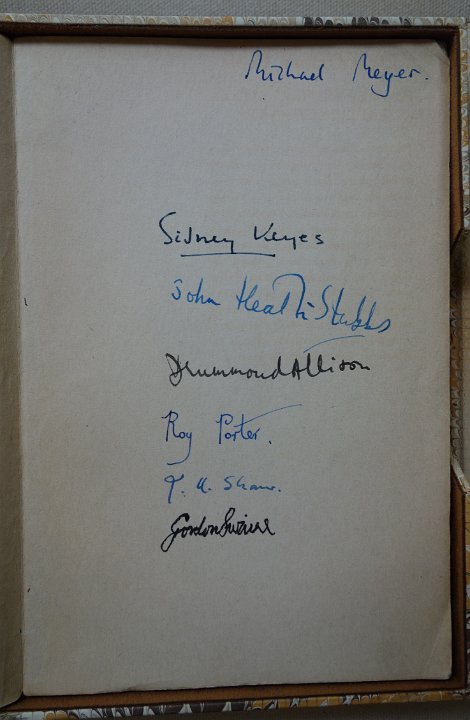 Michael Meyer.
Sidney Keyes
John Heath-Stubbs
Drummond Allison
Roy Porter.
T. H. Shaw.
Gordon Swaine